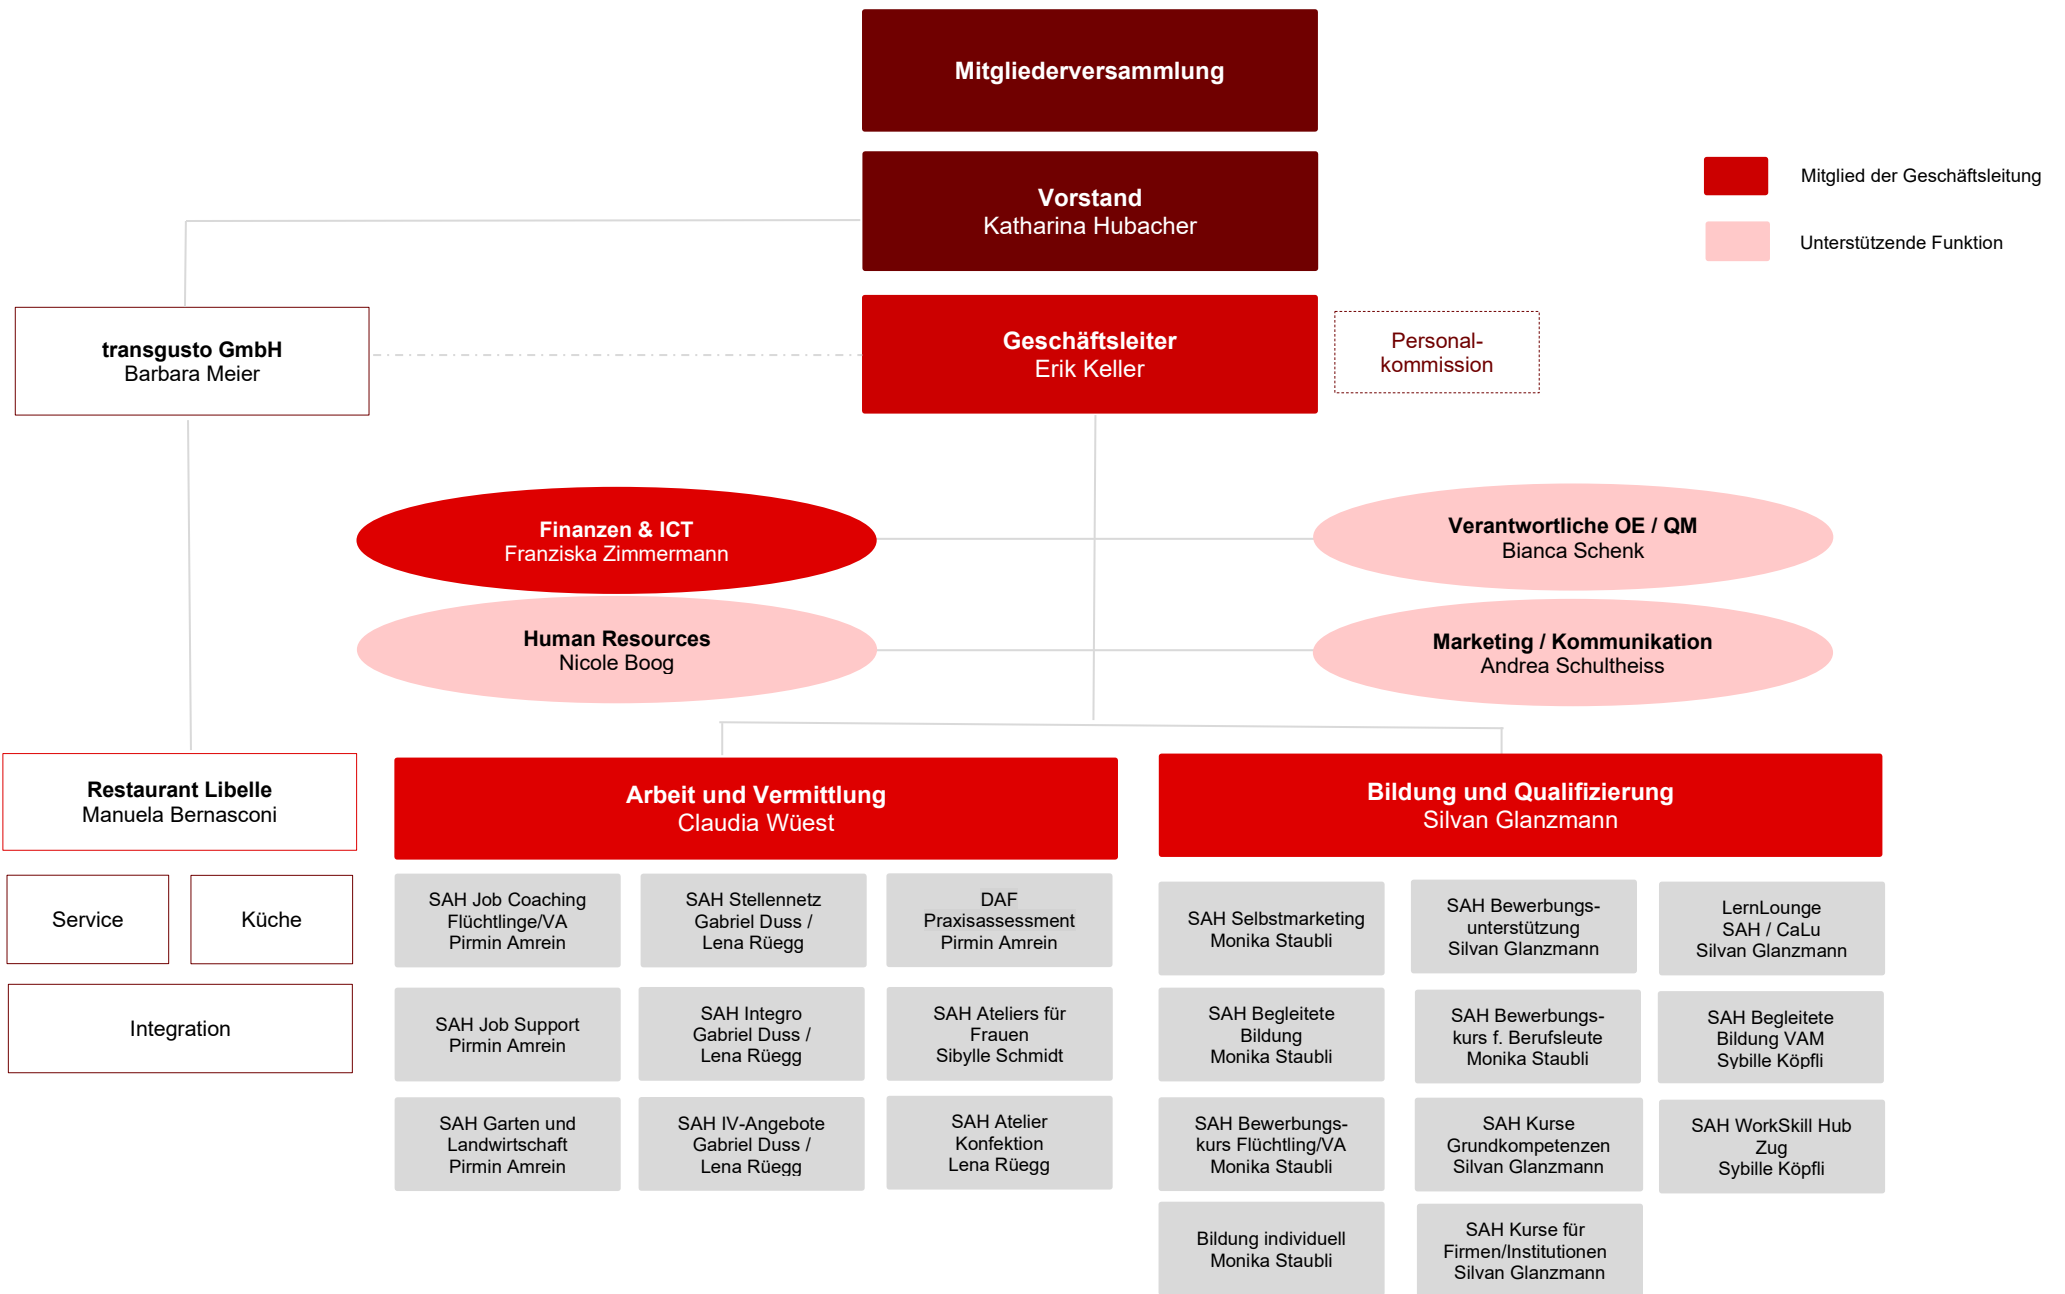 Mitgliederversammlung
Vorstand
Katharina Hubacher
Mitglied der Geschäftsleitung
Unterstützende Funktion
transgusto GmbH
Barbara Meier
Geschäftsleiter
Erik Keller
Personal-
kommission
Finanzen & ICT
Franziska Zimmermann
Verantwortliche OE / QM
Bianca Schenk
Human Resources
Nicole Boog
Marketing / Kommunikation
Andrea Schultheiss
Restaurant Libelle
Manuela Bernasconi
Service
Küche
Integration
Arbeit und Vermittlung
Claudia Wüest
SAH Job Coaching
Flüchtlinge/VA
Pirmin Amrein
SAH Stellennetz
Gabriel Duss /
Lena Rüegg
DAF
Praxisassessment
Pirmin Amrein
SAH Job Support
Pirmin Amrein
SAH Integro
Gabriel Duss /
Lena Rüegg
SAH Ateliers für
Frauen
Sibylle Schmidt
SAH Garten und
Landwirtschaft
Pirmin Amrein
SAH IV-Angebote
Gabriel Duss /
Lena Rüegg
SAH Atelier
Konfektion
Lena Rüegg
Bildung und Qualifizierung
Silvan Glanzmann
SAH Selbstmarketing
Monika Staubli
SAH Bewerbungs-
unterstützung
Silvan Glanzmann
LernLounge
SAH / CaLu
Silvan Glanzmann
SAH Begleitete
Bildung
Monika Staubli
SAH Bewerbungs-
kurs f. Berufsleute
Monika Staubli
SAH Begleitete
Bildung VAM
Sybille Köpfli
SAH Bewerbungs-
kurs Flüchtling/VA
Monika Staubli
SAH Kurse
Grundkompetenzen
Silvan Glanzmann
SAH WorkSkill Hub
Zug
Sybille Köpfli
Bildung individuell
Monika Staubli
SAH Kurse für
Firmen/Institutionen
Silvan Glanzmann